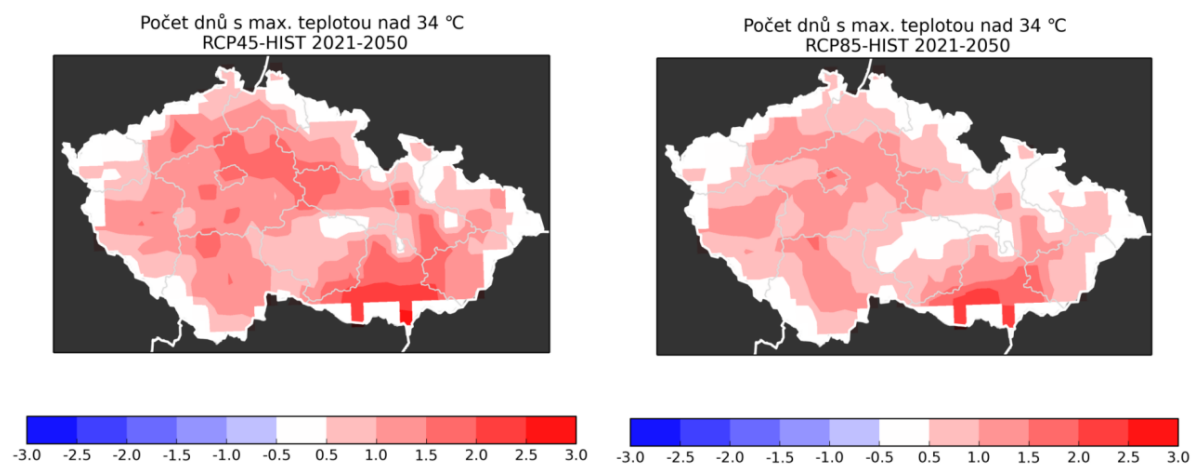 Počet dnů s max. teplotou nad 34 ℃
RCP45-HIST 2021-2050
-3.0 -2.5 -2.0 -1.5 -1.0 -0.5 0.5 1.0 1.5 2.0 2.5 3.0
Počet dnů s max. teplotou nad 34 ℃
RCP85-HIST 2021-2050
-3.0 -2.5 -2.0 -1.5 -1.0 -0.5 0.5 1.0 1.5 2.0 2.5 3.0